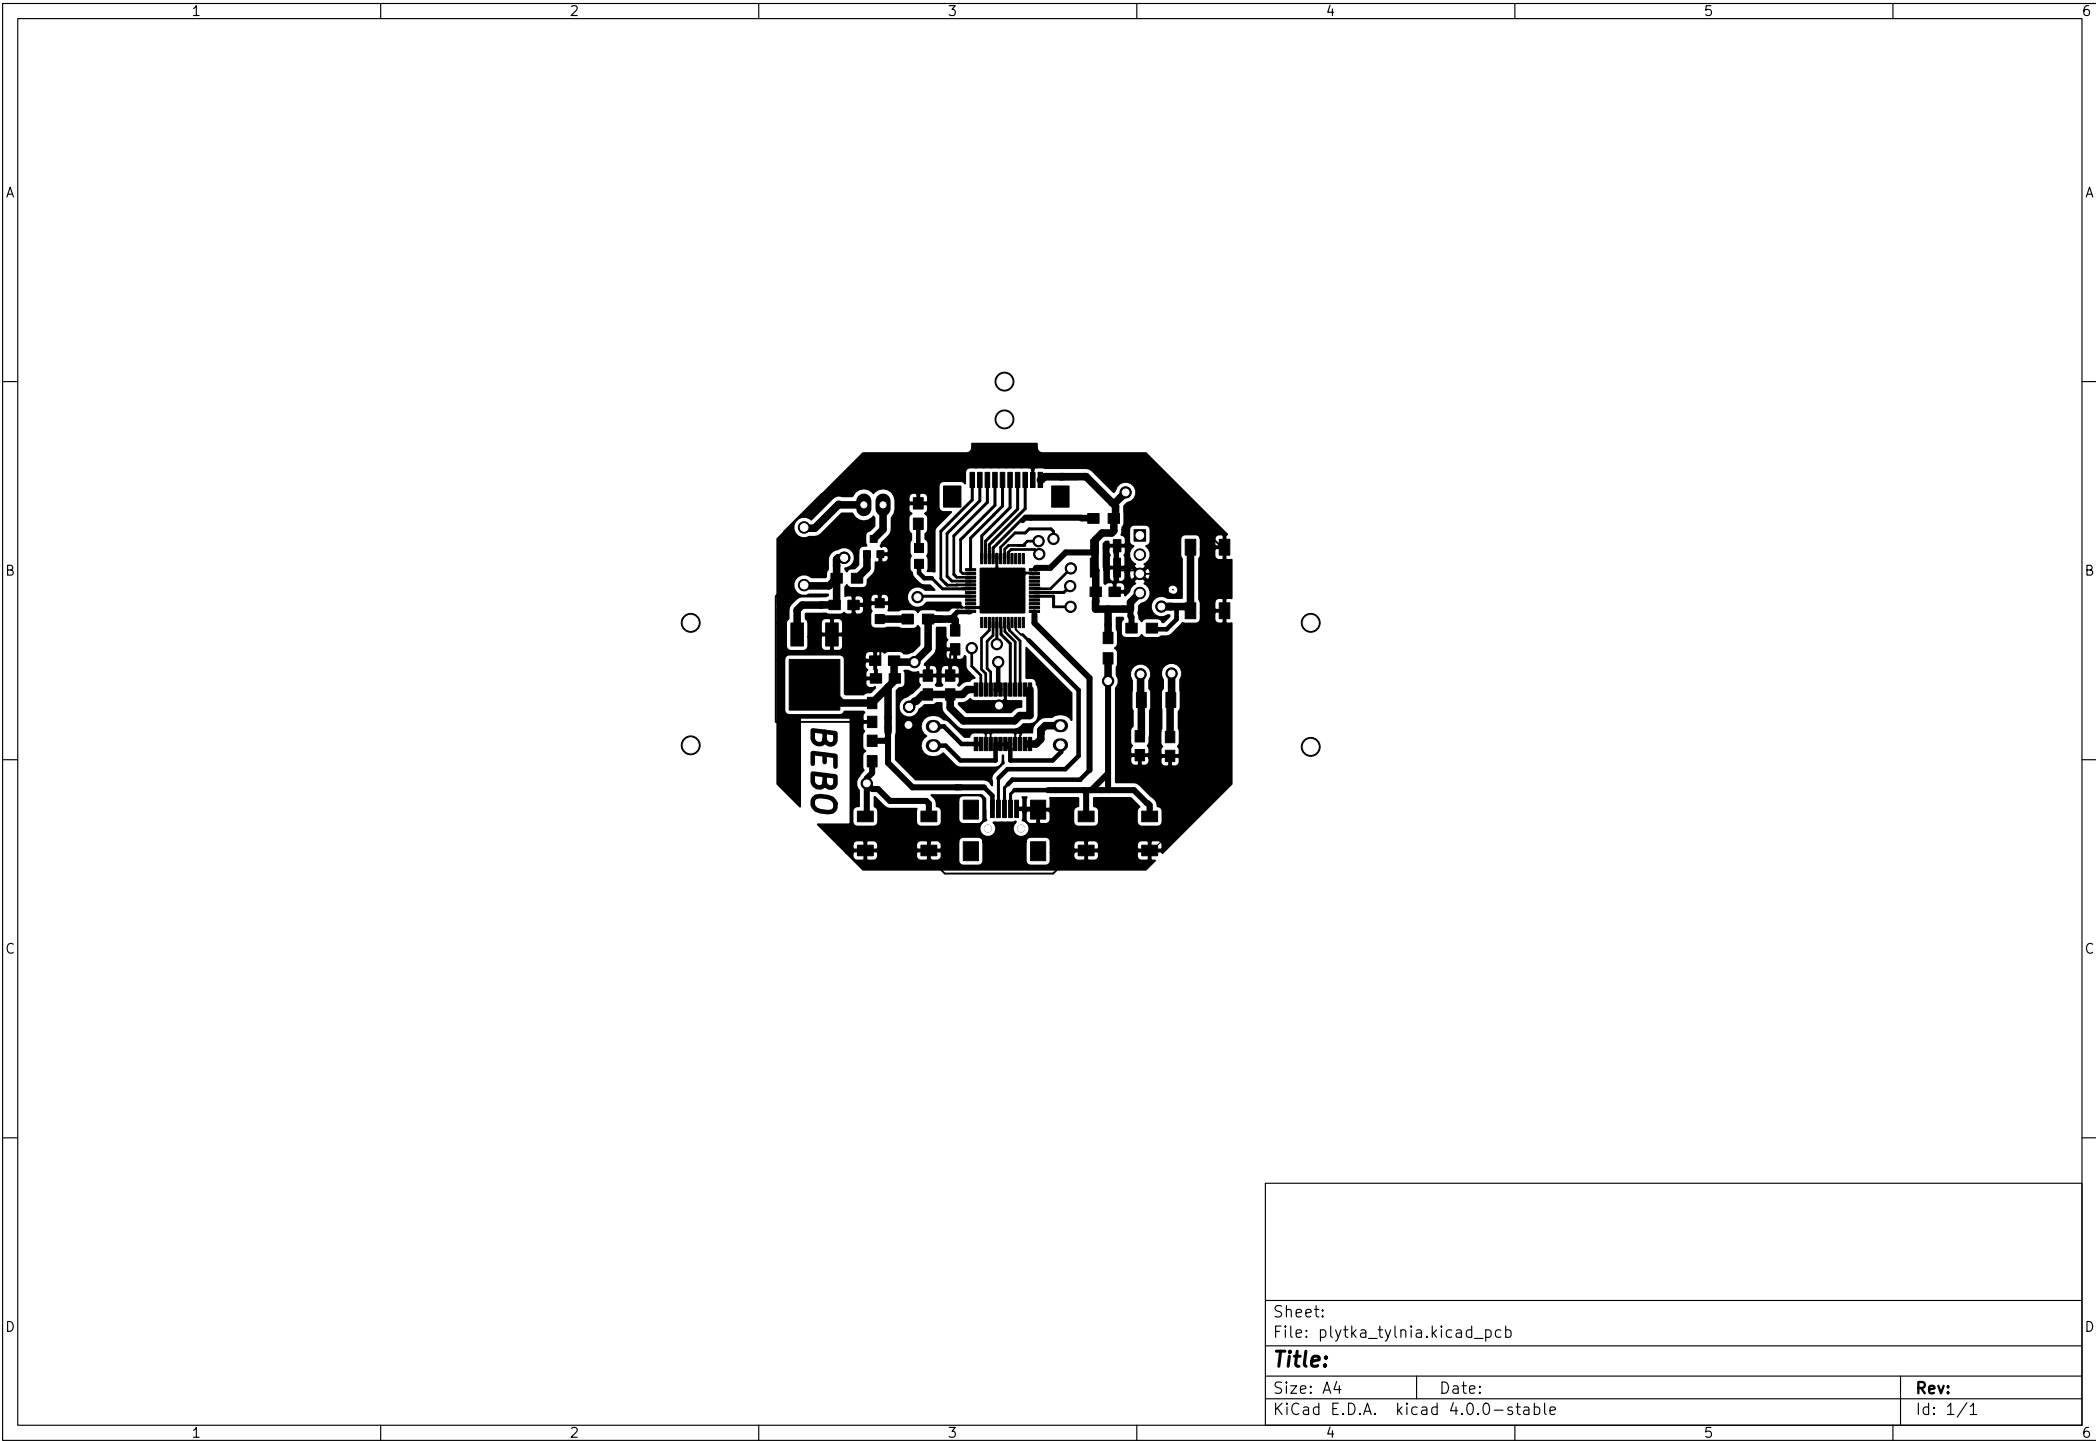 1 2 3 4 5 6
A A
B B
BEBO
C C
D D
Sheet:
File: plytka_tylnia.kicad_pcb
Title:
Size: A4 Date: Rev:
KiCad E.D.A. kicad 4.0.0-stable Id: 1/1
1 2 3 4 5 6